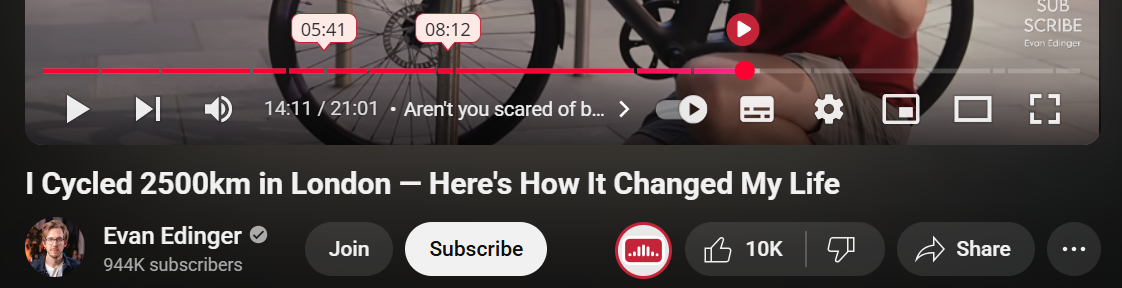 SUB
SCRIBE
Evan Edinger
05:41
08:12
14:11 / 21:01 • Aren't you scared of b...
I Cycled 2500km in London — Here's How It Changed My Life
Evan Edinger
944K subscribers
Join
Subscribe
10K
Share